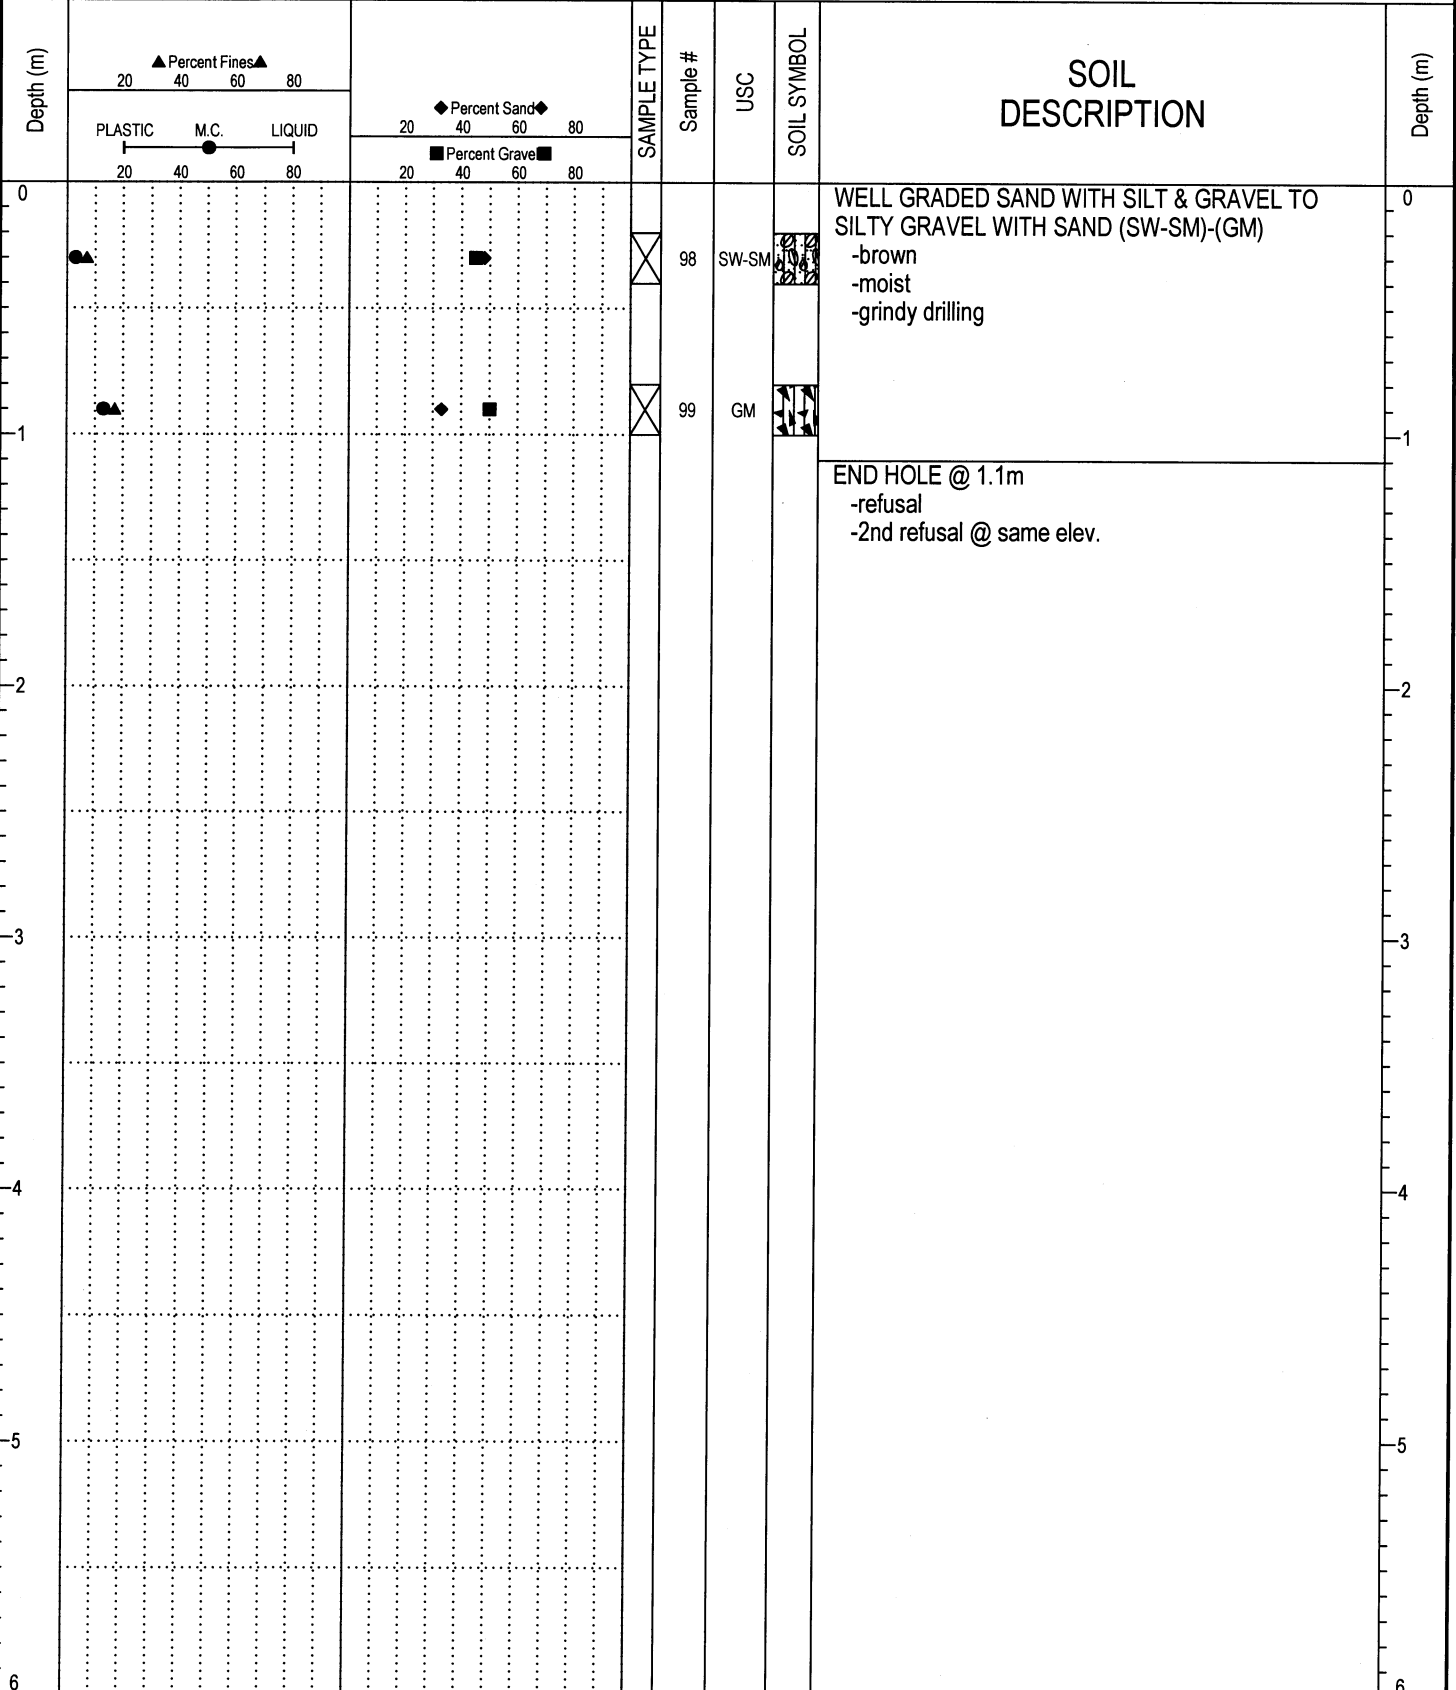 Depth (m)
▲ Percent Fines ▲
20 40 60 80
PLASTIC M.C. LIQUID
20 40 60 80
◆ Percent Sand ◆
20 40 60 80
■ Percent Gravel ■
20 40 60 80
SAMPLE TYPE
Sample #
USC
SOIL SYMBOL
SOIL
DESCRIPTION
Depth (m)
0
WELL GRADED SAND WITH SILT & GRAVEL TO
SILTY GRAVEL WITH SAND (SW-SM)-(GM)
-brown
-moist
-grindy drilling
0
98 SW-SM
99 GM
1
1
END HOLE @ 1.1m
-refusal
-2nd refusal @ same elev.
2
2
3
3
4
4
5
5
6
6